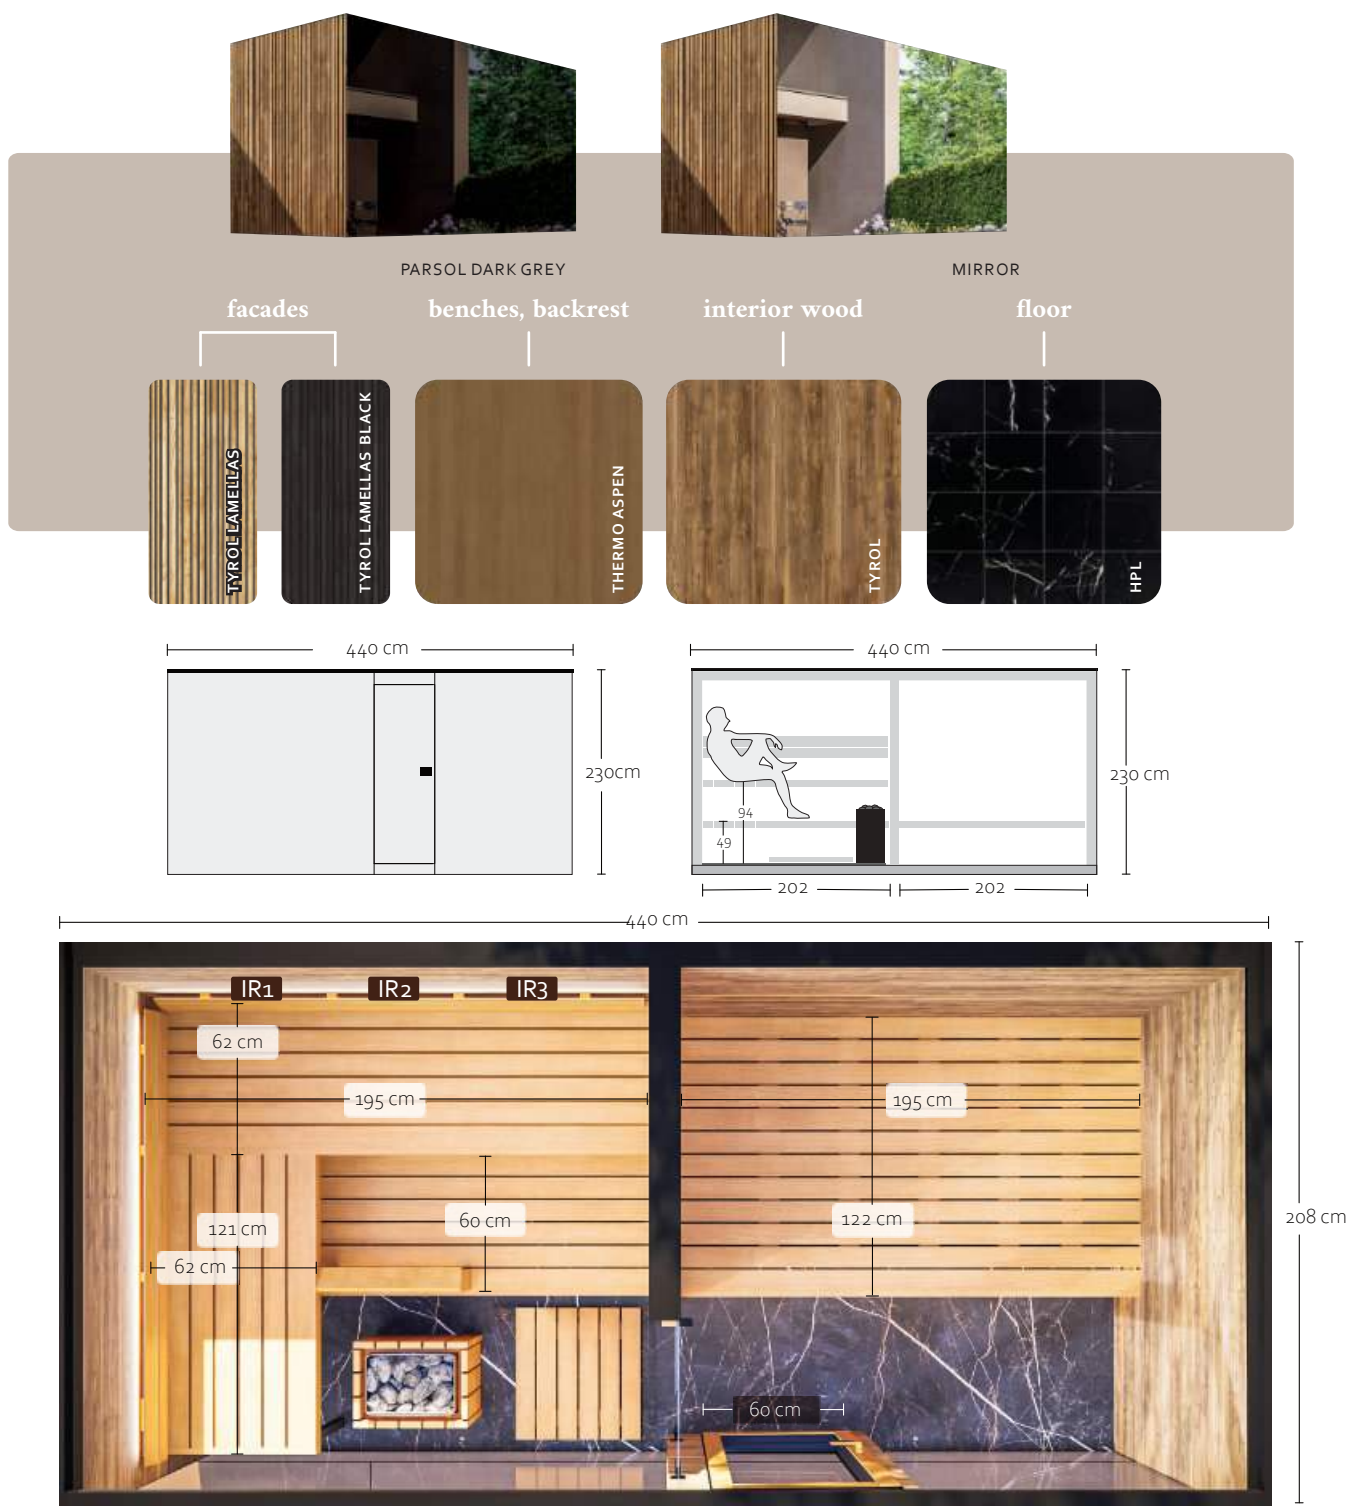 PARSOL DARK GREY
MIRROR
facades
benches, backrest
interior wood
floor
TYROL LAMELLAS
TYROL LAMELLAS BLACK
THERMO ASPEN
TYROL
HPL
440 cm
230cm
440 cm
230 cm
94
49
202
202
440 cm
208 cm
IR1
IR2
IR3
62 cm
195 cm
195 cm
121 cm
60 cm
122 cm
62 cm
60 cm